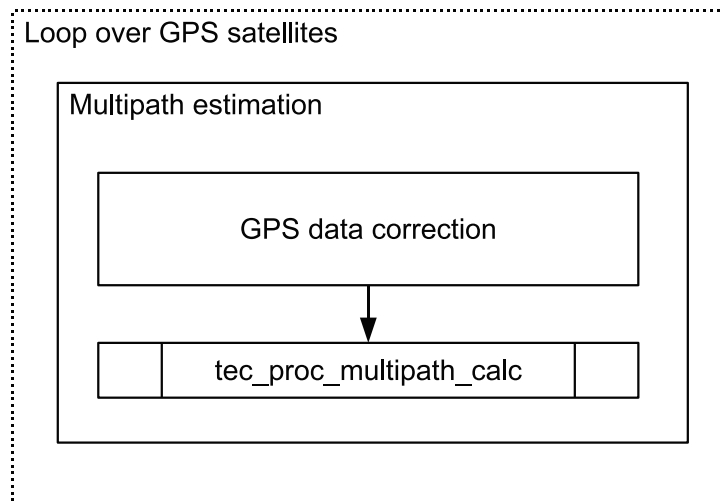 Loop over GPS satellites
Multipath estimation
GPS data correction
tec_proc_multipath_calc